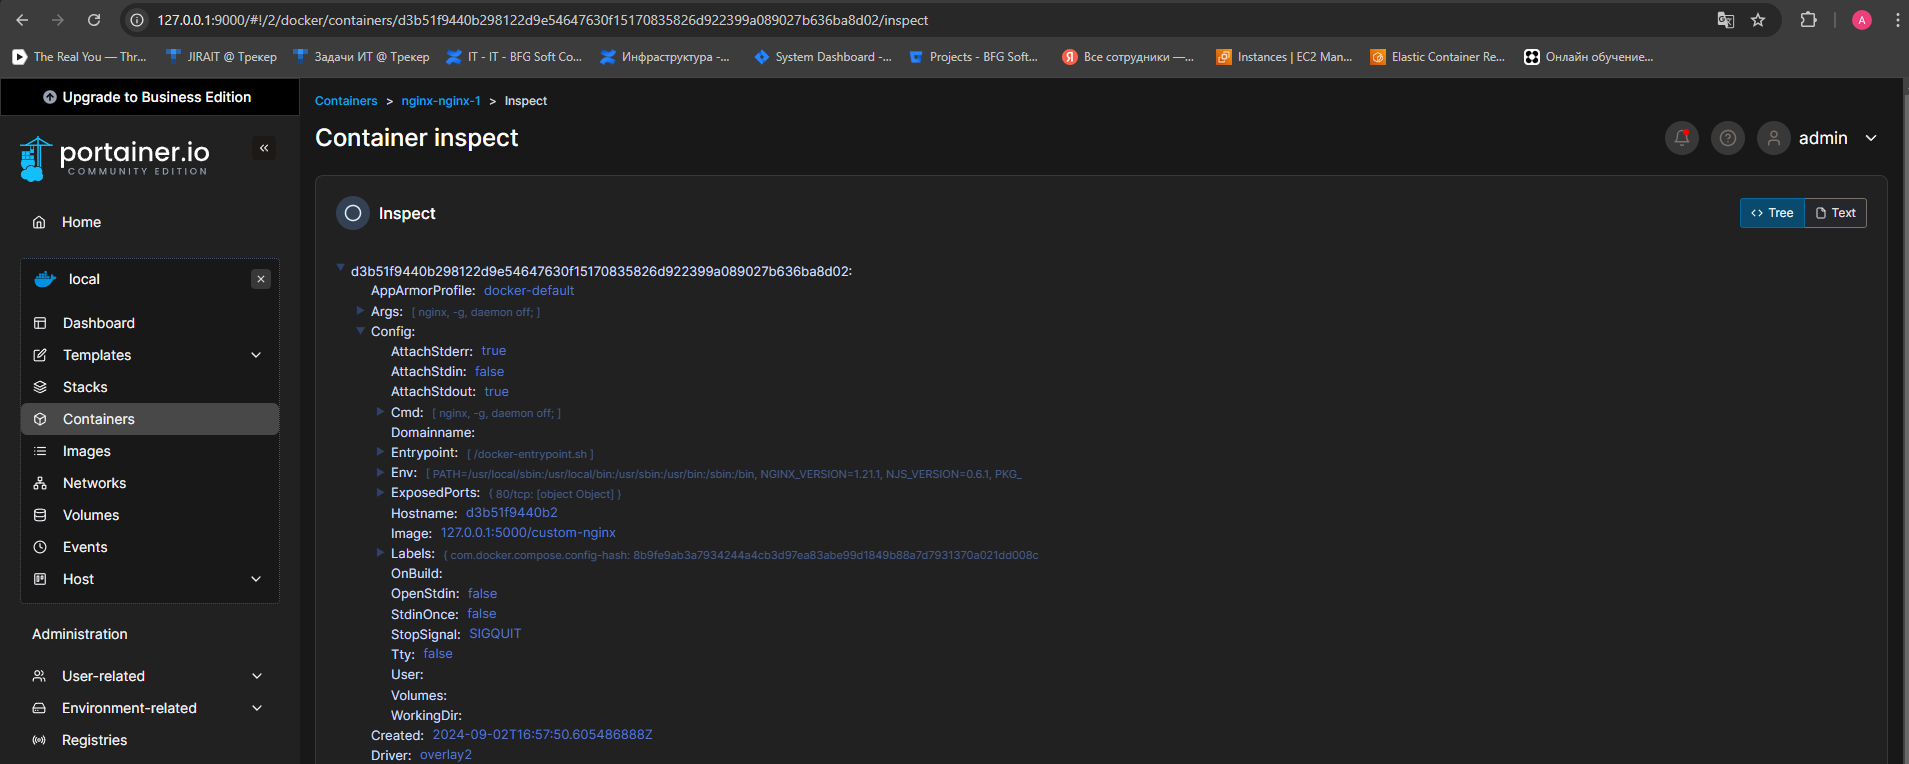 127.0.0.1:9000/#!/2/docker/containers/d3b51f9440b298122d9e54647630f15170835826d922399a089027b636ba8d02/inspect
A
The Real You — Thr...
JIRAIT @ Трекер
Задачи ИТ @ Трекер
IT - IT - BFG Soft Co...
Инфраструктура -...
System Dashboard -...
Projects - BFG Soft...
Все сотрудники —...
Instances | EC2 Man...
Elastic Container Re...
Онлайн обучение...
Upgrade to Business Edition
portainer.io
COMMUNITY EDITION
Home
local
Dashboard
Templates
Stacks
Containers
Images
Networks
Volumes
Events
Host
Administration
User-related
Environment-related
Registries
Containers > nginx-nginx-1 > Inspect
Container inspect
admin
Inspect
Tree
Text
d3b51f9440b298122d9e54647630f15170835826d922399a089027b636ba8d02:
AppArmorProfile: docker-default
Args: [ nginx, -g, daemon off; ]
Config:
AttachStderr: true
AttachStdin: false
AttachStdout: true
Cmd: [ nginx, -g, daemon off; ]
Domainname:
Entrypoint: [ /docker-entrypoint.sh ]
Env: [ PATH=/usr/local/sbin:/usr/local/bin:/usr/sbin:/usr/bin:/sbin:/bin, NGINX_VERSION=1.21.1, NJS_VERSION=0.6.1, PKG_
ExposedPorts: { 80/tcp: [object Object] }
Hostname: d3b51f9440b2
Image: 127.0.0.1:5000/custom-nginx
Labels: { com.docker.compose.config-hash: 8b9fe9ab3a7934244a4cb3d97ea83abe99d1849b88a7d7931370a021dd008c
OnBuild:
OpenStdin: false
StdinOnce: false
StopSignal: SIGQUIT
Tty: false
User:
Volumes:
WorkingDir:
Created: 2024-09-02T16:57:50.605486888Z
Driver: overlay2